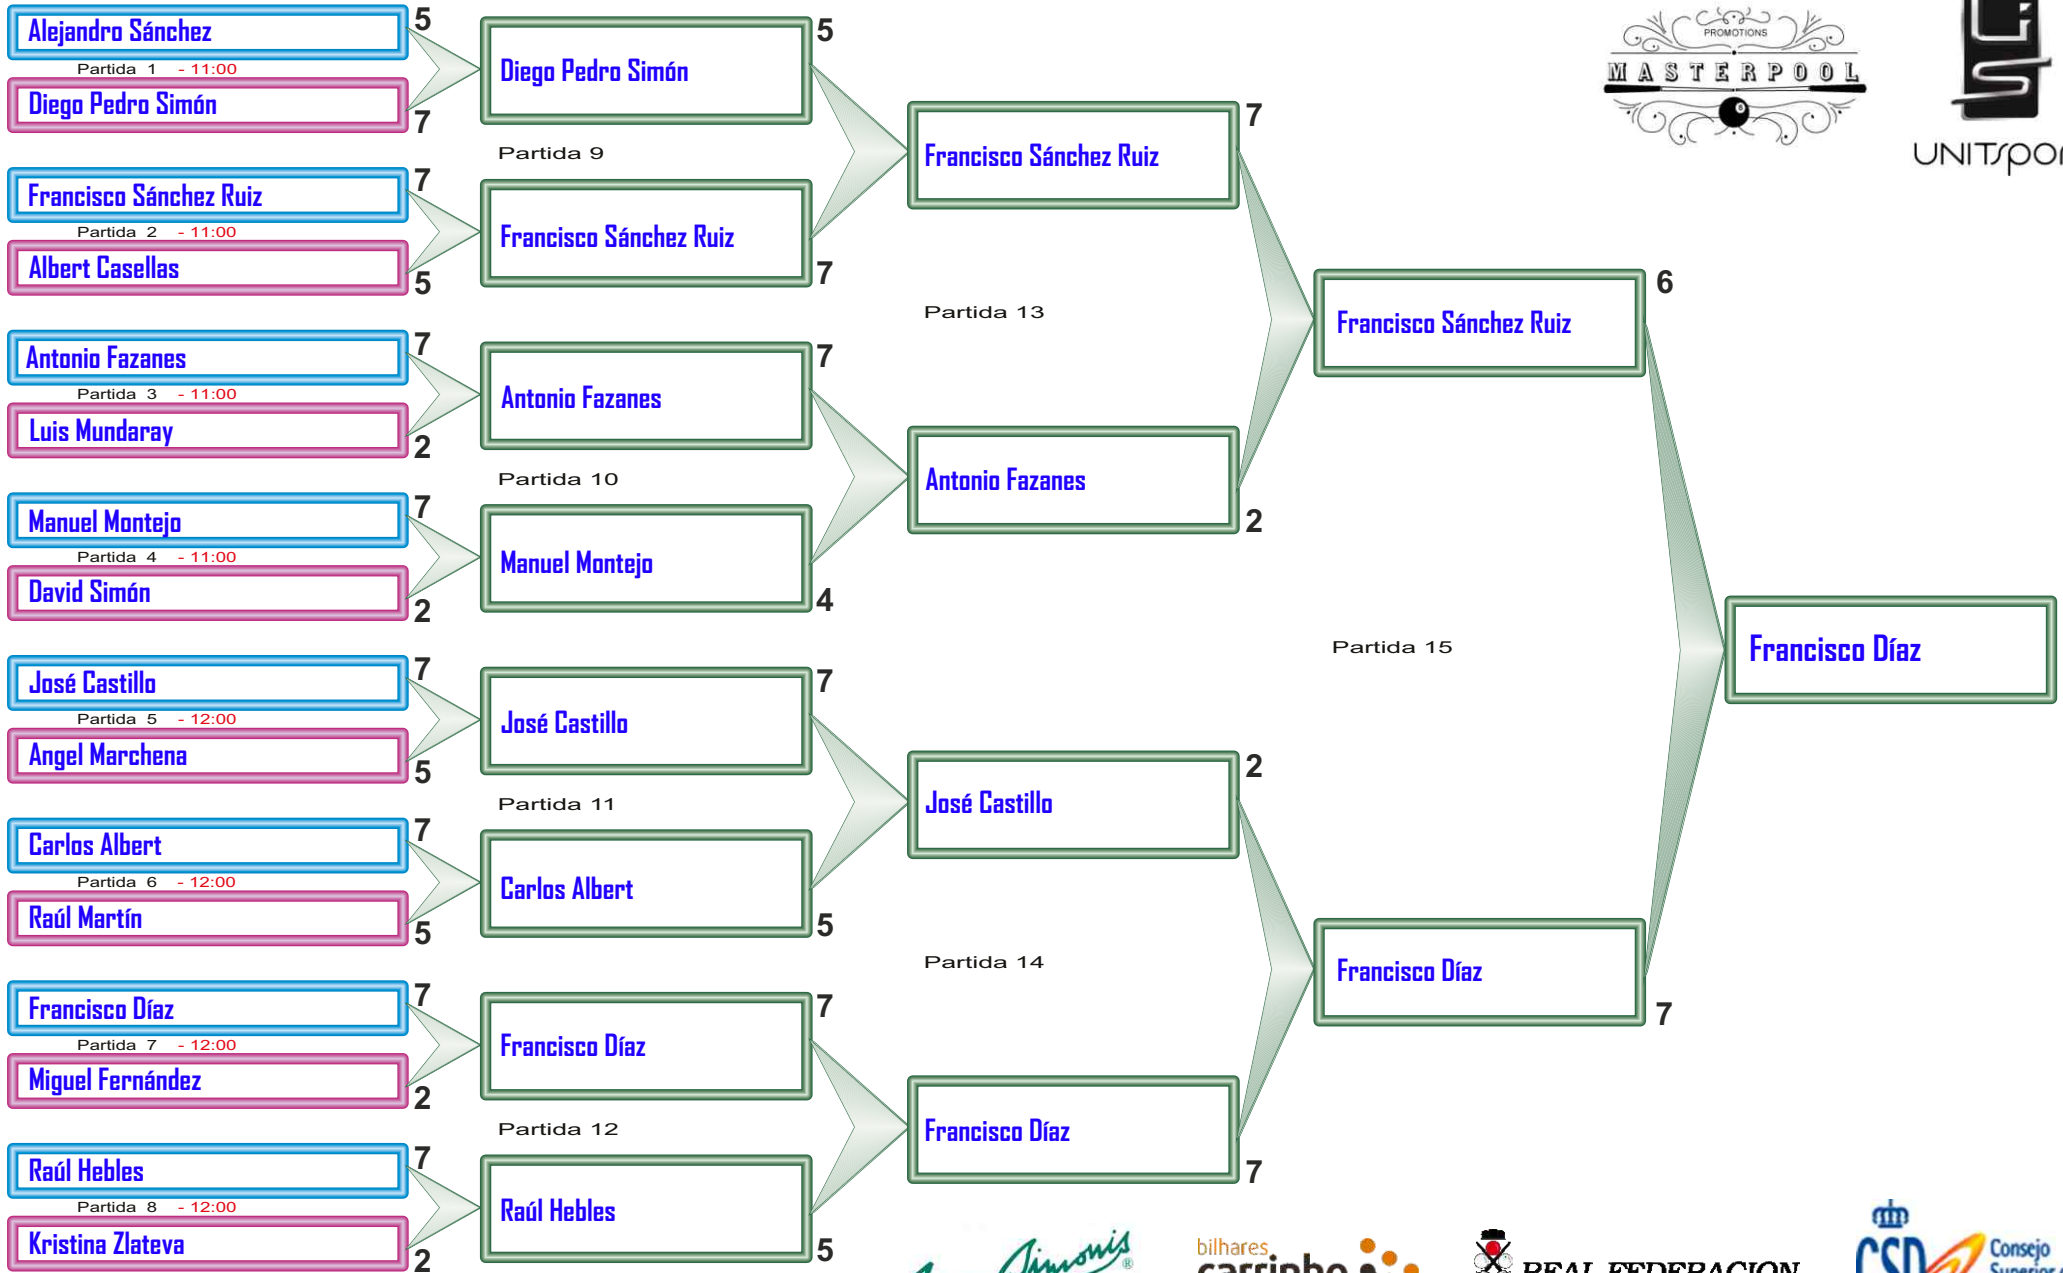 Alejandro Sánchez 5
Partida 1 - 11:00
Diego Pedro Simón 7
Francisco Sánchez Ruiz 7
Partida 2 - 11:00
Albert Casellas 5
Antonio Fazanes 7
Partida 3 - 11:00
Luis Mundaray 2
Manuel Montejo 7
Partida 4 - 11:00
David Simón 2
José Castillo 7
Partida 5 - 12:00
Angel Marchena 5
Carlos Albert 7
Partida 6 - 12:00
Raúl Martín 5
Francisco Díaz 7
Partida 7 - 12:00
Miguel Fernández 2
Raúl Hebles 7
Partida 8 - 12:00
Kristina Zlateva 2
Diego Pedro Simón 5
Partida 9
Francisco Sánchez Ruiz 7
Antonio Fazanes 7
Partida 10
Manuel Montejo 4
José Castillo 7
Partida 11
Carlos Albert 5
Francisco Díaz 7
Partida 12
Raúl Hebles 5
Francisco Sánchez Ruiz 7
Partida 13
Antonio Fazanes 2
José Castillo 2
Partida 14
Francisco Díaz 7
Francisco Sánchez Ruiz 6
Partida 15
Francisco Díaz 7
Francisco Díaz
PROMOTIONS
MASTERPOOL
8
Simonis ®
bilhares
carrinho
REAL FEDERACION
CSD
Consejo